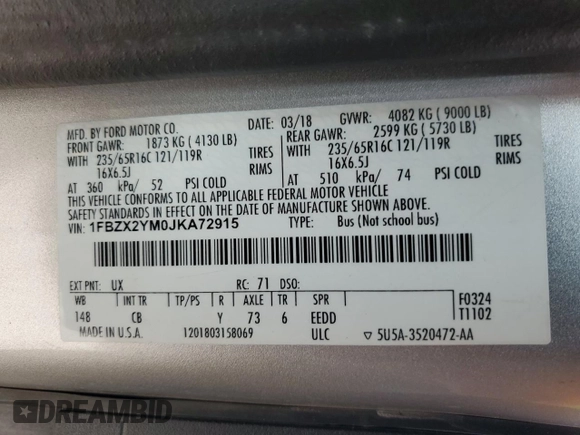 MFD. BY FORD MOTOR CO. DATE: 03/18 GVWR: 4082 KG ( 9000 LB)
FRONT GAWR: 1873 KG ( 4130 LB) REAR GAWR: 2599 KG ( 5730 LB)
WITH 235/65R16C 121/119R TIRES WITH 235/65R16C 121/119R TIRES
16X6.5J RIMS 16X6.5J RIMS
AT 360 kPa/ 52 PSI COLD AT 510 kPa/ 74 PSI COLD
THIS VEHICLE CONFORMS TO ALL APPLICABLE FEDERAL MOTOR VEHICLE
SAFETY STANDARDS IN EFFECT ON THE DATE OF MANUFACTURE SHOWN ABOVE.
VIN: 1FBZX2YM0JKA72915 TYPE: Bus (Not school Bus)
EXT PNT: UX RC: 71 DSO:
WB INT TR TP/PS R AXLE TR SPR F0324
148 CB Y 73 6 EEDD T1102
MADE IN U.S.A. 1201803158069 ULC ▽ 5U5A-3520472-AA
DREAMBID